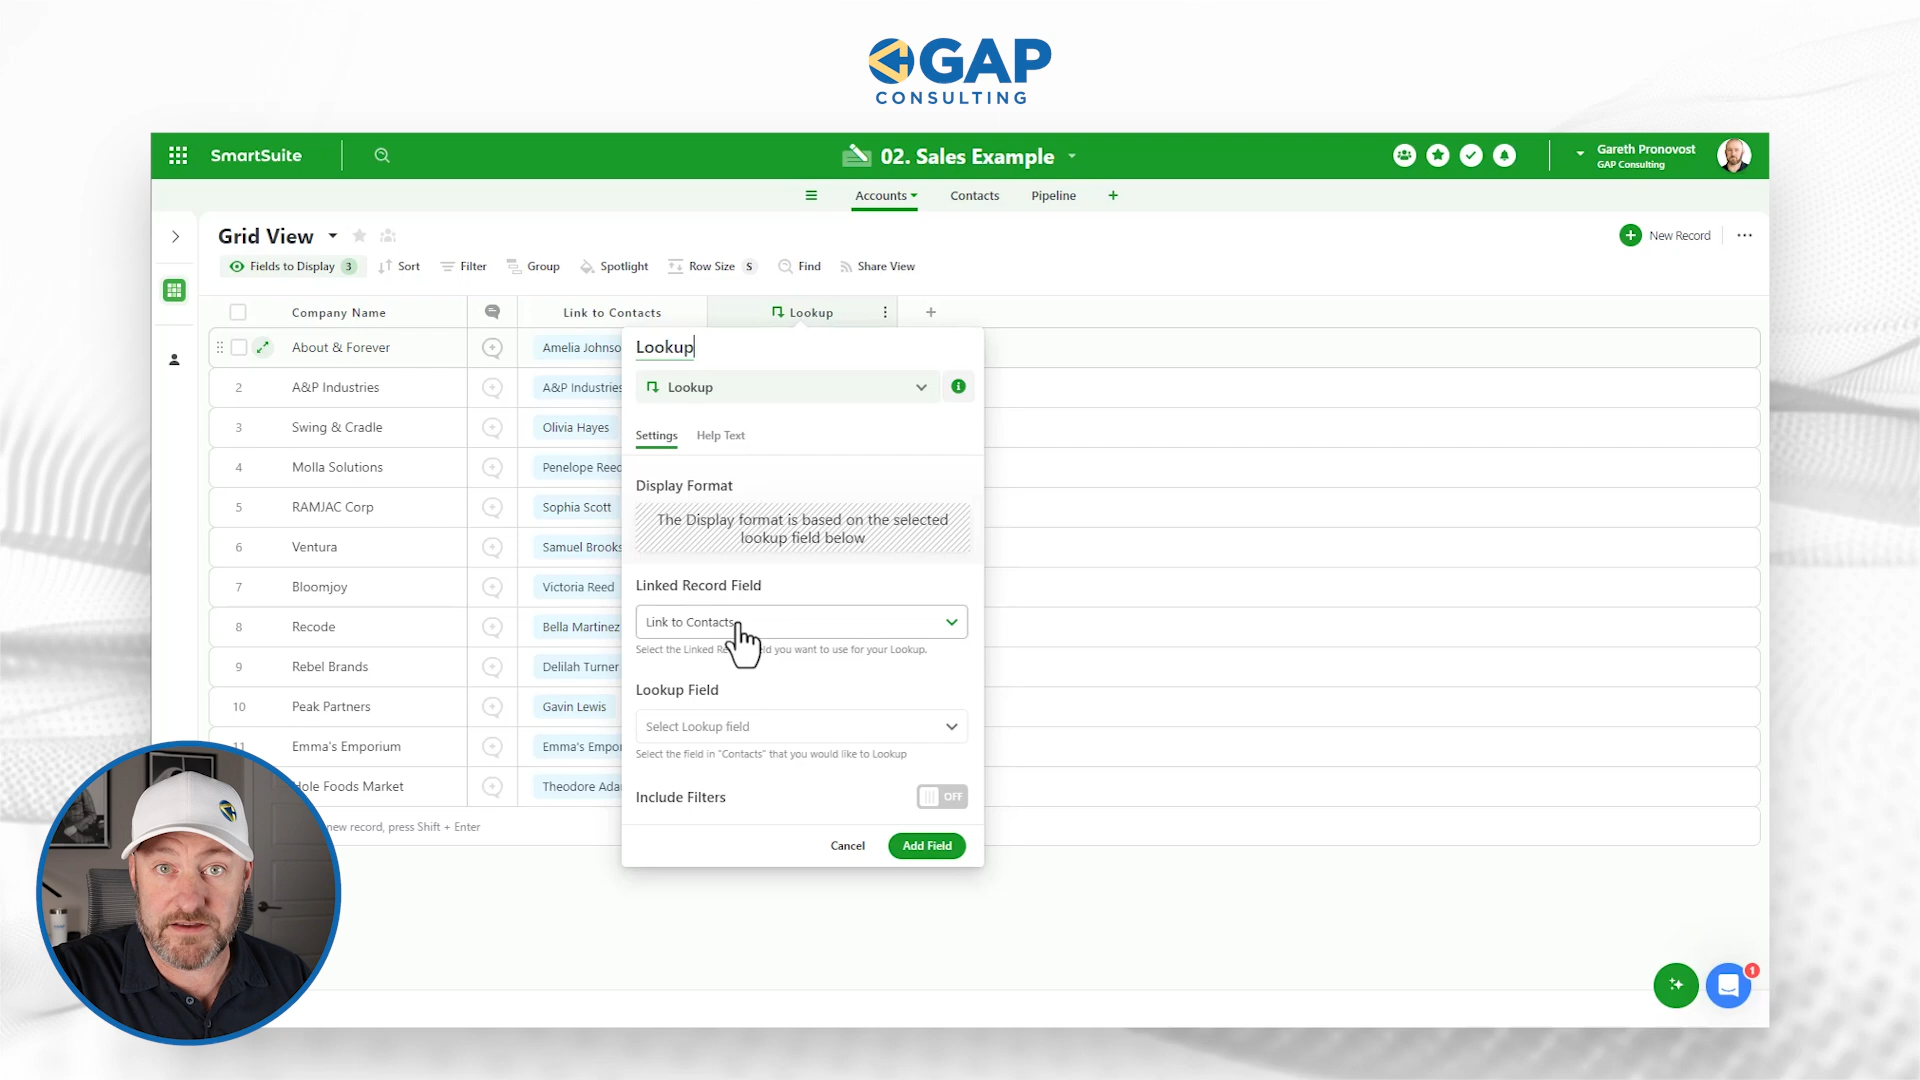 GAP
CONSULTING
SmartSuite
02. Sales Example
Gareth Pronovost
GAP Consulting
Accounts
Contacts
Pipeline
+
Grid View
New Record
Fields to Display 3
Sort
Filter
Group
Spotlight
Row Size S
Find
Share View
Company Name
Link to Contacts
Lookup
+
About & Forever
Amelia Johnso
2 A&P Industries
A&P Industries
3 Swing & Cradle
Olivia Hayes
4 Molla Solutions
Penelope Reed
5 RAMJAC Corp
Sophia Scott
6 Ventura
Samuel Brooks
7 Bloomjoy
Victoria Reed
8 Recode
Bella Martinez
9 Rebel Brands
Delilah Turner
10 Peak Partners
Gavin Lewis
11 Emma's Emporium
Emma's Empo
Hole Foods Market
Theodore Ada
new record, press Shift + Enter
Lookup
Lookup
Settings
Help Text
Display Format
The Display format is based on the selected
lookup field below
Linked Record Field
Link to Contacts
Select the Linked Re ld you want to use for your Lookup.
Lookup Field
Select Lookup field
Select the field in "Contacts" that you would like to Lookup
Include Filters
OFF
Cancel
Add Field
1